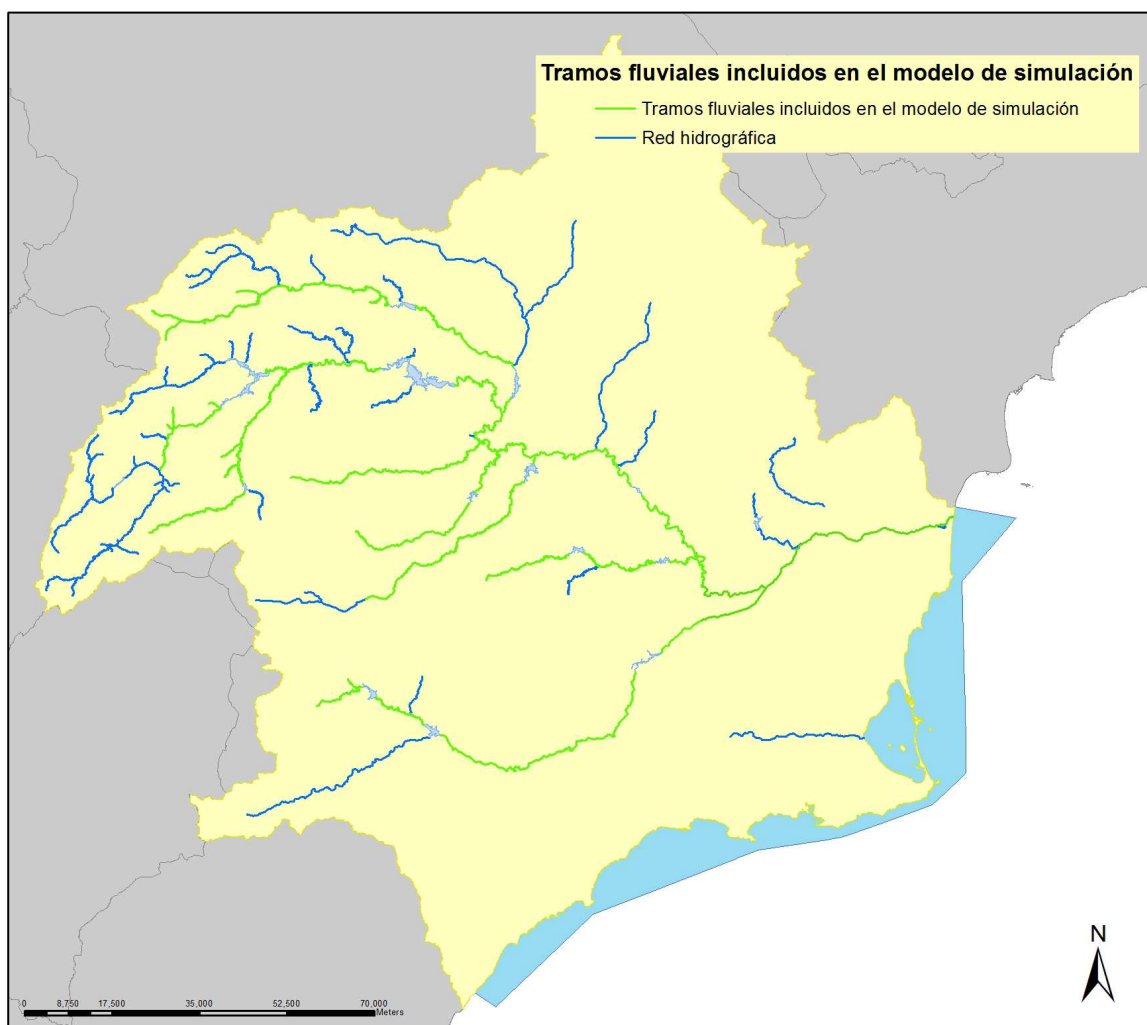 Tramos fluviales incluidos en el modelo de simulación
Tramos fluviales incluidos en el modelo de simulación
Red hidrográfica
N
0 8,750 17,500 35,000 52,500 70,000
Meters